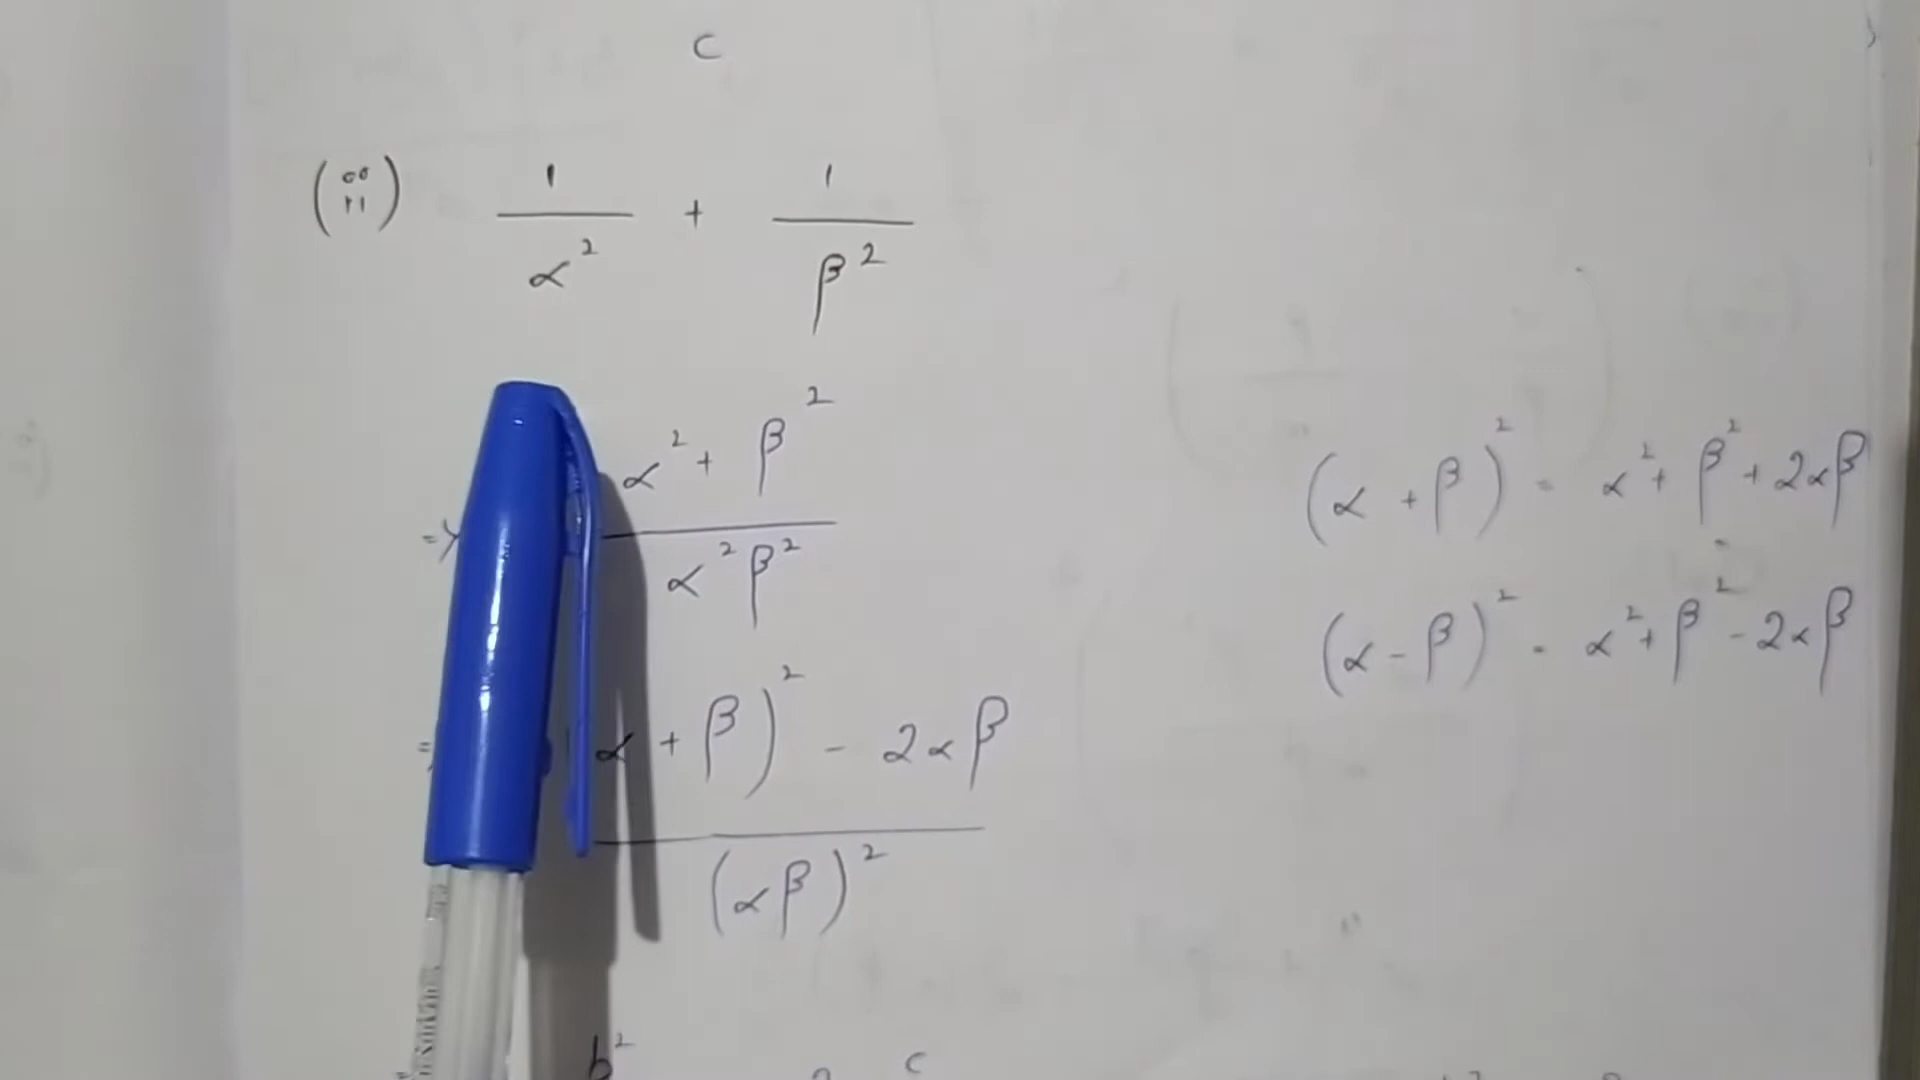 c
(ii) 1/α² + 1/β²
=> α² + β² / α²β²
(α + β)² = α² + β² + 2αβ
(α - β)² = α² + β² - 2αβ
= α + β)² - 2αβ / (αβ)²
b² c